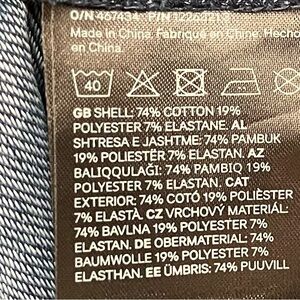 O/N 467434 P/N 12262213
Made in China. Fabriqué en Chine. Hecho
en China.
40
GB SHELL: 74% COTTON 19%
POLYESTER 7% ELASTANE. AL
SHTRESA E JASHTME: 74% PAMBUK
19% POLIESTËR 7% ELASTAN. AZ
BALIQQULAĞI: 74% PAMBIQ 19%
POLYESTER 7% ELASTAN. CAT
EXTERIOR: 74% COTÓ 19% POLIÈSTER
7% ELASTÀ. CZ VRCHOVÝ MATERIÁL:
74% BAVLNA 19% POLYESTER 7%
ELASTAN. DE OBERMATERIAL: 74%
BAUMWOLLE 19% POLYESTER 7%
ELASTHAN. EE ÜMBRIS: 74% PUUVILL